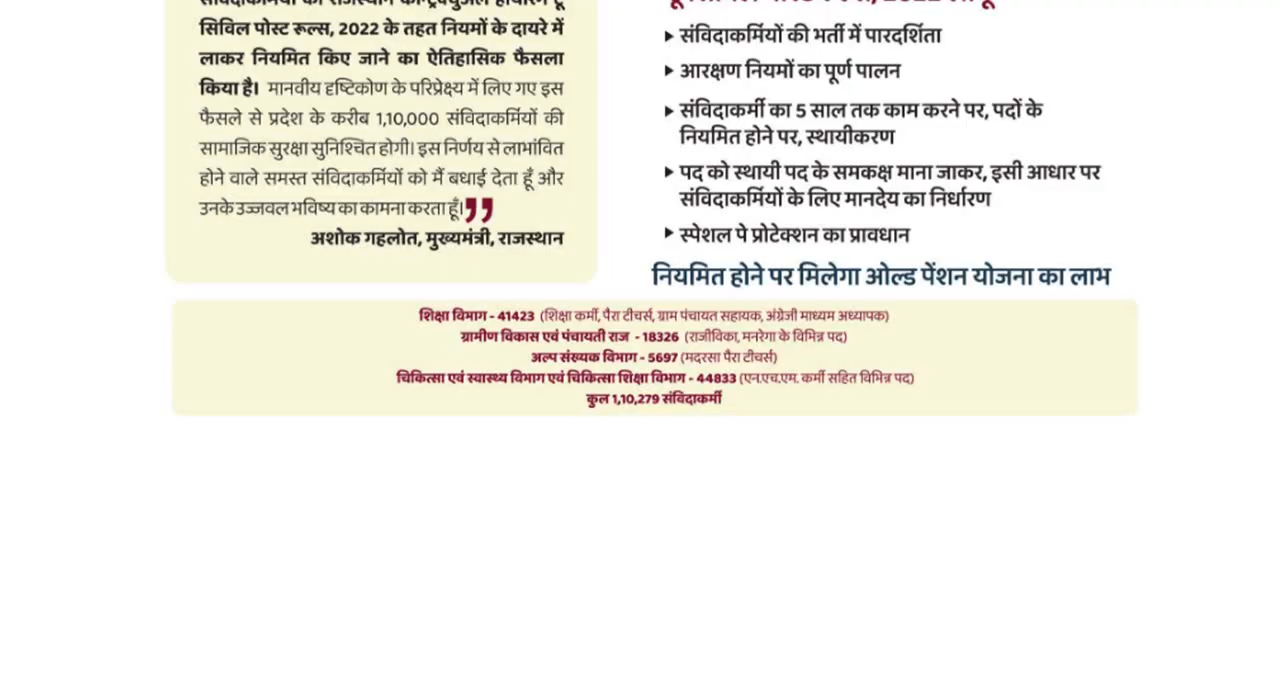 सिविल पोस्ट रूल्स, 2022 के तहत नियमों के दायरे में
लाकर नियमित किए जाने का ऐतिहासिक फैसला
किया है। मानवीय दृष्टिकोण के परिप्रेक्ष्य में लिए गए इस
फैसले से प्रदेश के करीब 1,10,000 संविदाकर्मियों की
सामाजिक सुरक्षा सुनिश्चित होगी। इस निर्णय से लाभांवित
होने वाले समस्त संविदाकर्मियों को मैं बधाई देता हूँ और
उनके उज्जवल भविष्य का कामना करता हूँ।”
अशोक गहलोत, मुख्यमंत्री, राजस्थान
संविदाकर्मियों की भर्ती में पारदर्शिता
आरक्षण नियमों का पूर्ण पालन
संविदाकर्मी का 5 साल तक काम करने पर, पदों के
नियमित होने पर, स्थायीकरण
पद को स्थायी पद के समकक्ष माना जाकर, इसी आधार पर
संविदाकर्मियों के लिए मानदेय का निर्धारण
स्पेशल पे प्रोटेक्शन का प्रावधान
नियमित होने पर मिलेगा ओल्ड पेंशन योजना का लाभ
शिक्षा विभाग - 41423 (शिक्षा कर्मी, पैरा टीचर्स, ग्राम पंचायत सहायक, अंग्रेजी माध्यम अध्यापक)
ग्रामीण विकास एवं पंचायती राज - 18326 (राजीविका, मनरेगा के विभिन्न पद)
अल्प संख्यक विभाग - 5697 (मदरसा पैरा टीचर्स)
चिकित्सा एवं स्वास्थ्य विभाग एवं चिकित्सा शिक्षा विभाग - 44833 (एन.एच.एम. कर्मी सहित विभिन्न पद)
कुल 1,10,279 संविदाकर्मी